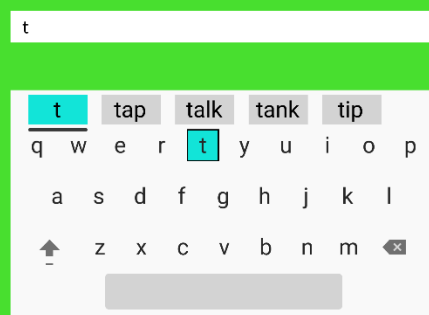 t
t tap talk tank tip
q w e r t y u i o p
a s d f g h j k l
z x c v b n m